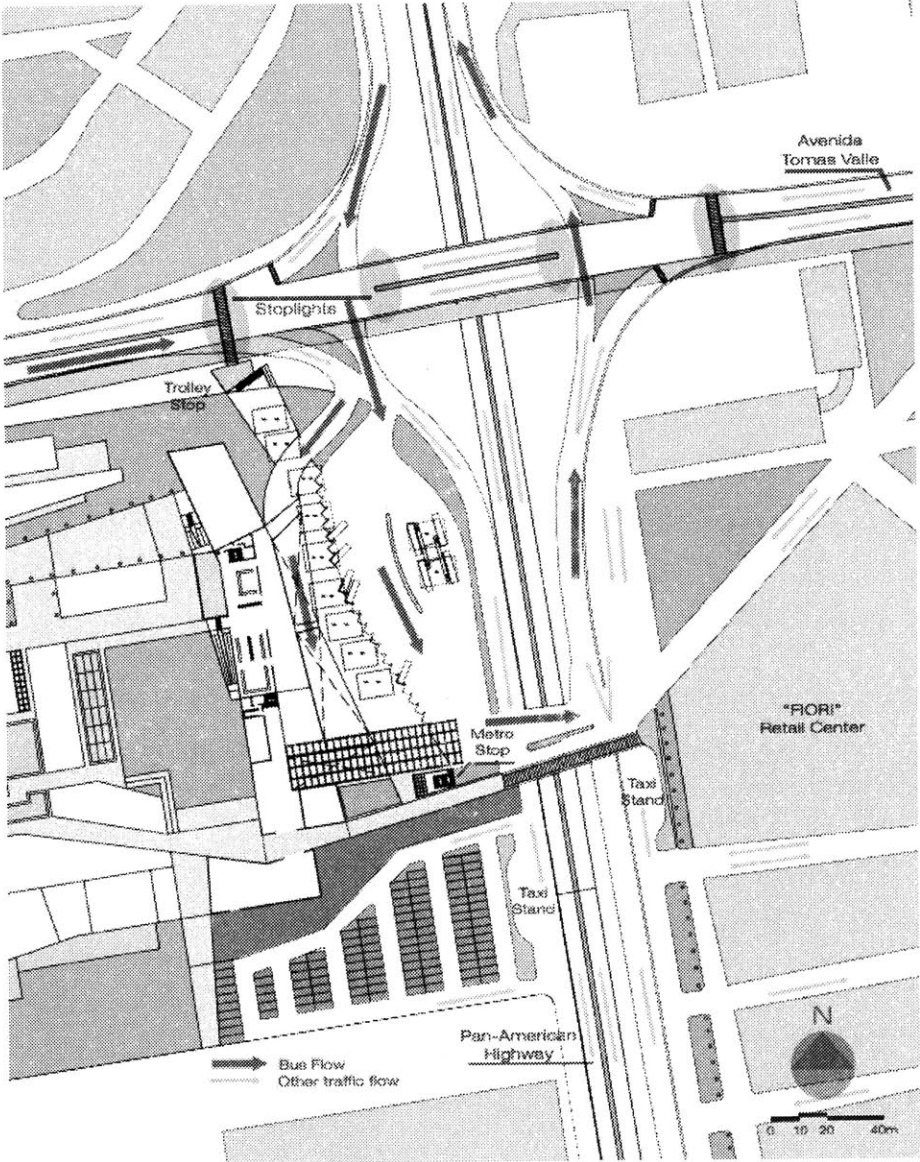 Avenida
Tomas Valle
Stoplights
Trolley
Stop
"FIORI"
Retail Center
Metro
Stop
Taxi
Stand
Taxi
Stand
Pan-American
Highway
N
Bus Flow
Other traffic flow
0 10 20 40m